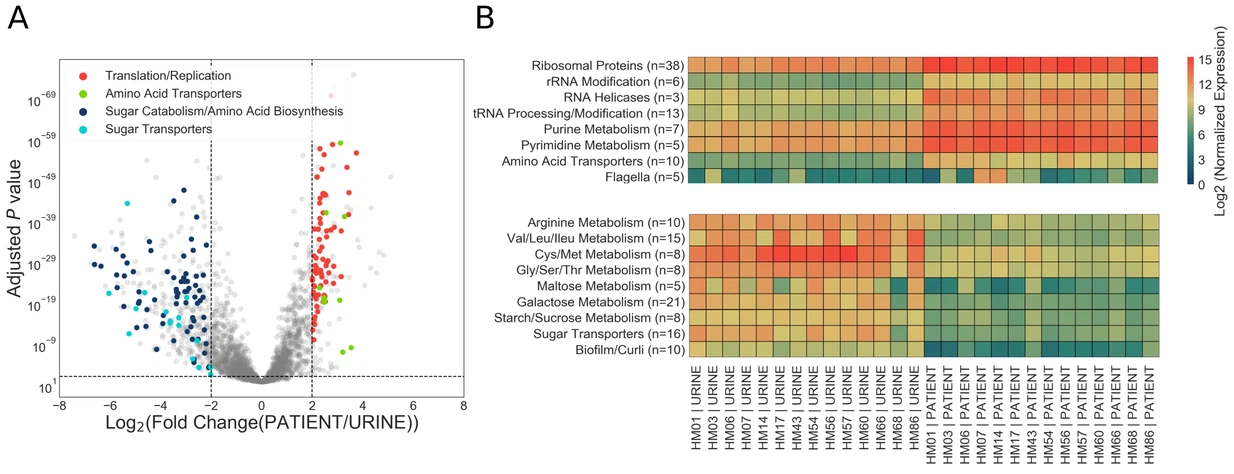 A
B
Translation/Replication
Amino Acid Transporters
Sugar Catabolism/Amino Acid Biosynthesis
Sugar Transporters
Adjusted P value
10^-69
10^-59
10^-49
10^-39
10^-29
10^-19
10^-9
10^1
-8 -6 -4 -2 0 2 4 6 8
Log2(Fold Change(PATIENT/URINE))
Ribosomal Proteins (n=38)
rRNA Modification (n=6)
RNA Helicases (n=3)
tRNA Processing/Modification (n=13)
Purine Metabolism (n=7)
Pyrimidine Metabolism (n=5)
Amino Acid Transporters (n=10)
Flagella (n=5)
Arginine Metabolism (n=10)
Val/Leu/Ileu Metabolism (n=15)
Cys/Met Metabolism (n=8)
Gly/Ser/Thr Metabolism (n=8)
Maltose Metabolism (n=5)
Galactose Metabolism (n=21)
Starch/Sucrose Metabolism (n=8)
Sugar Transporters (n=16)
Biofilm/Curli (n=10)
HM01 | URINE
HM03 | URINE
HM06 | URINE
HM07 | URINE
HM14 | URINE
HM17 | URINE
HM43 | URINE
HM54 | URINE
HM56 | URINE
HM57 | URINE
HM60 | URINE
HM66 | URINE
HM68 | URINE
HM86 | URINE
HM01 | PATIENT
HM03 | PATIENT
HM06 | PATIENT
HM07 | PATIENT
HM14 | PATIENT
HM17 | PATIENT
HM43 | PATIENT
HM54 | PATIENT
HM56 | PATIENT
HM57 | PATIENT
HM60 | PATIENT
HM66 | PATIENT
HM68 | PATIENT
HM86 | PATIENT
15
12
9
6
3
0
Log2 (Normalized Expression)